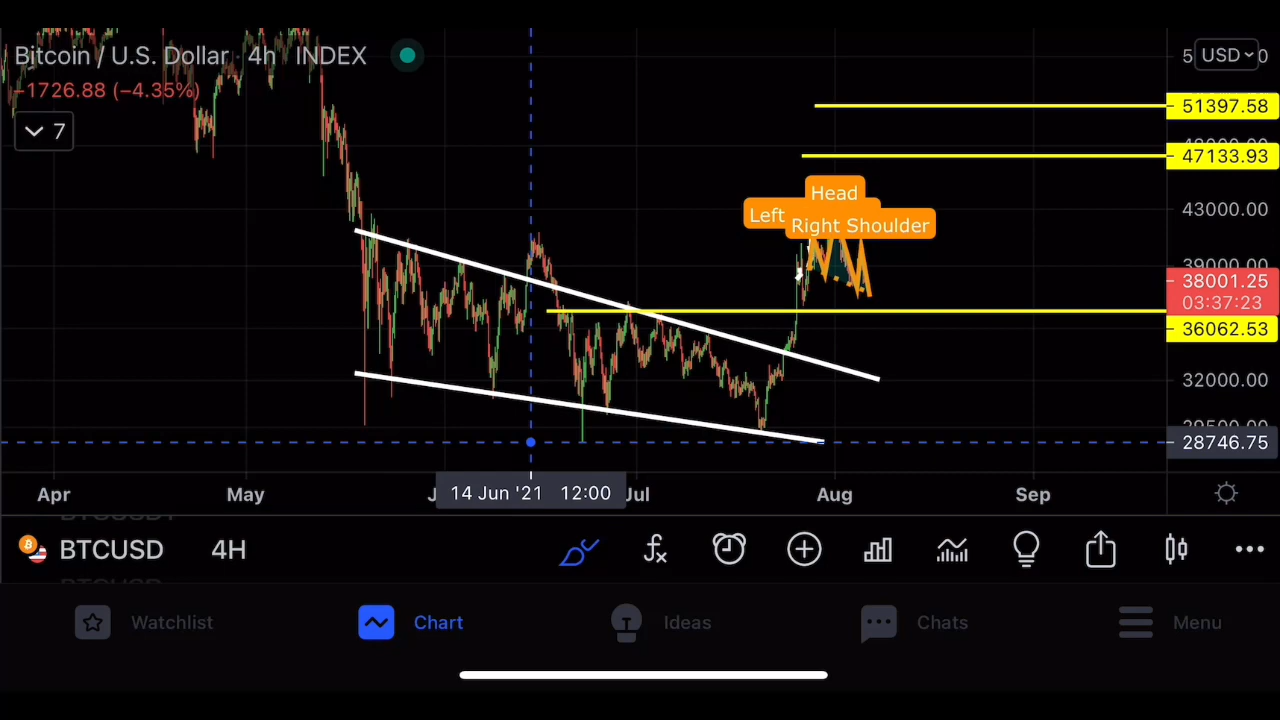 Bitcoin / U.S. Dollar · 4h INDEX
USD
−1726.88 (−4.35%)
7
51397.58
47133.93
Head
43000.00
Left
Right Shoulder
39000.00
38001.25
03:37:23
36062.53
32000.00
28746.75
14 Jun '21 12:00
Apr
May
Jul
Aug
Sep
BTCUSD
4H
Watchlist
Chart
Ideas
Chats
Menu